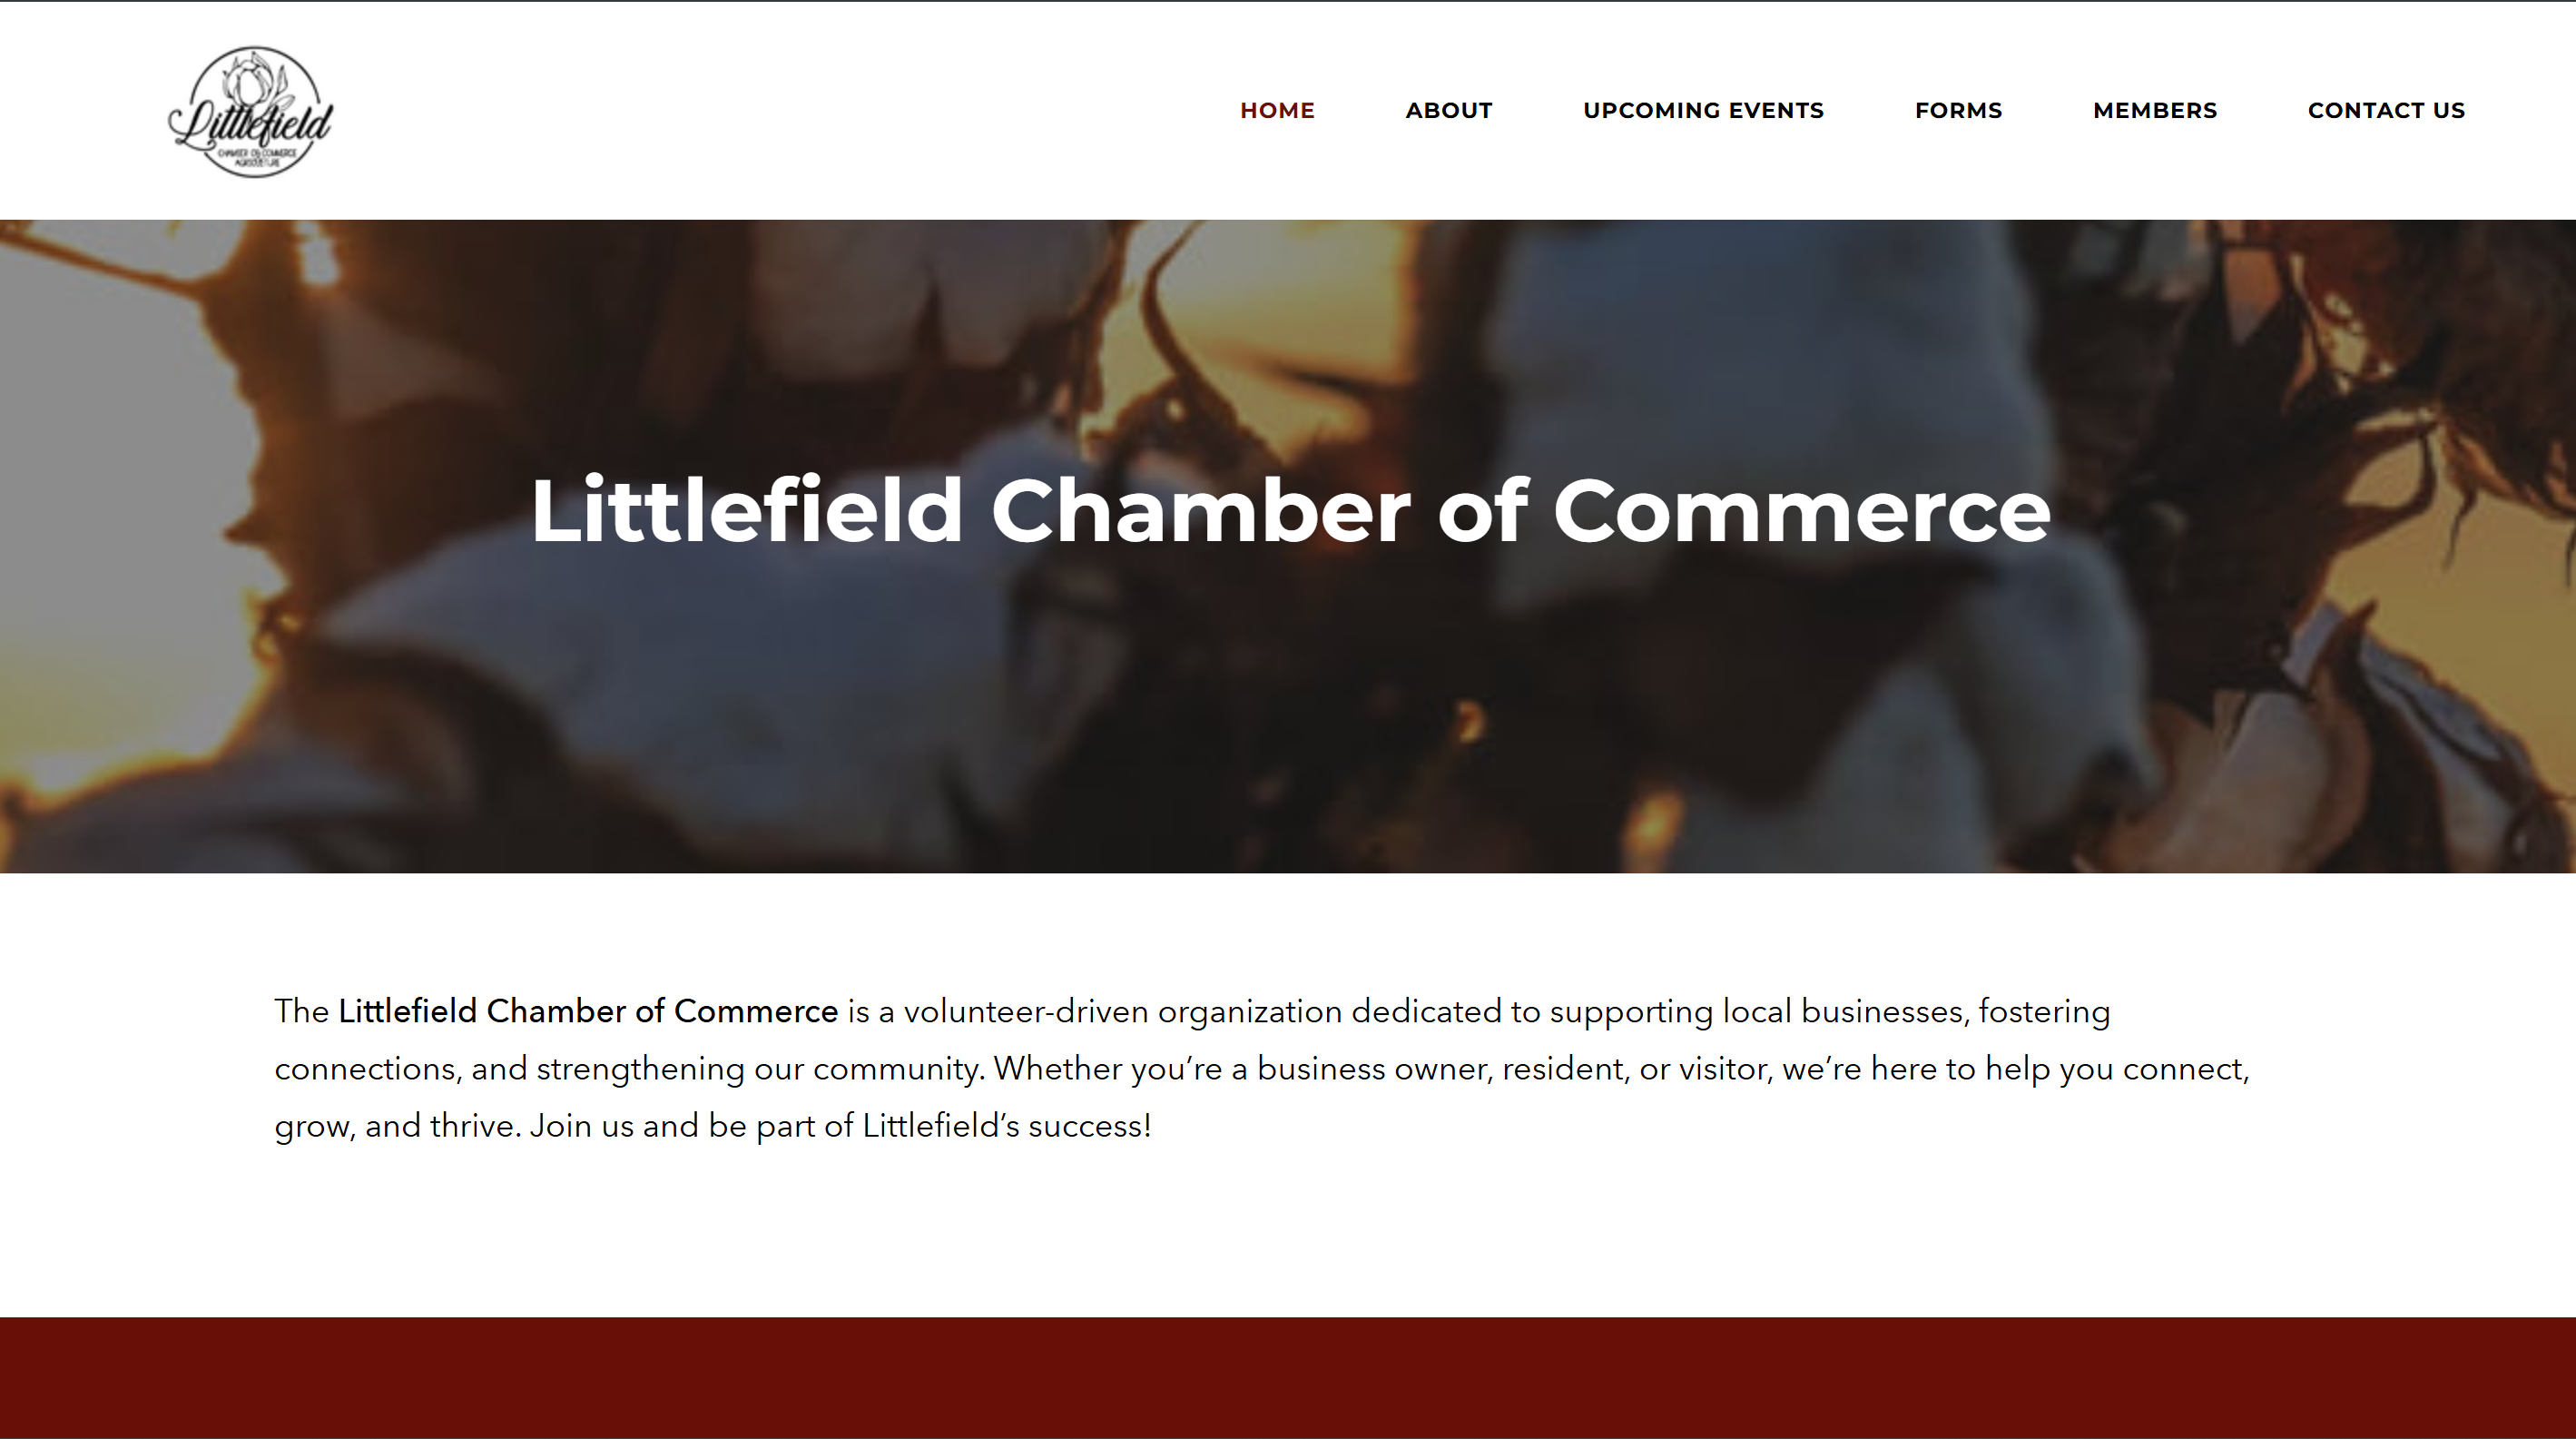 Littlefield
CHAMBER OF COMMERCE
AGRICULTURE
HOME ABOUT UPCOMING EVENTS FORMS MEMBERS CONTACT US
Littlefield Chamber of Commerce
The Littlefield Chamber of Commerce is a volunteer-driven organization dedicated to supporting local businesses, fostering
connections, and strengthening our community. Whether you’re a business owner, resident, or visitor, we’re here to help you connect,
grow, and thrive. Join us and be part of Littlefield’s success!